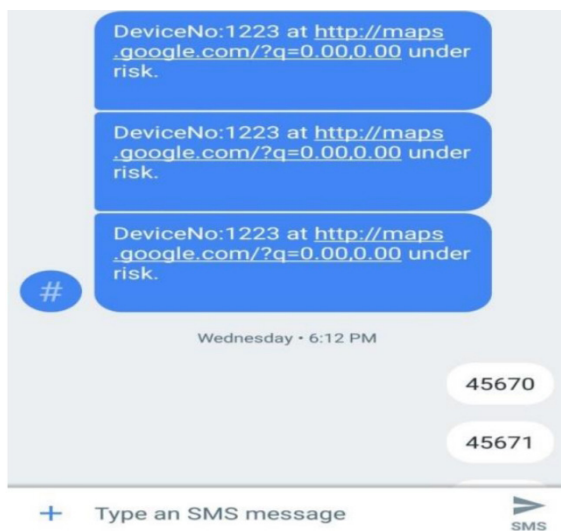 DeviceNo:1223 at http://maps
.google.com/?q=0.00,0.00 under
risk.
DeviceNo:1223 at http://maps
.google.com/?q=0.00,0.00 under
risk.
DeviceNo:1223 at http://maps
.google.com/?q=0.00,0.00 under
risk.
#
Wednesday • 6:12 PM
45670
45671
+ Type an SMS message
SMS